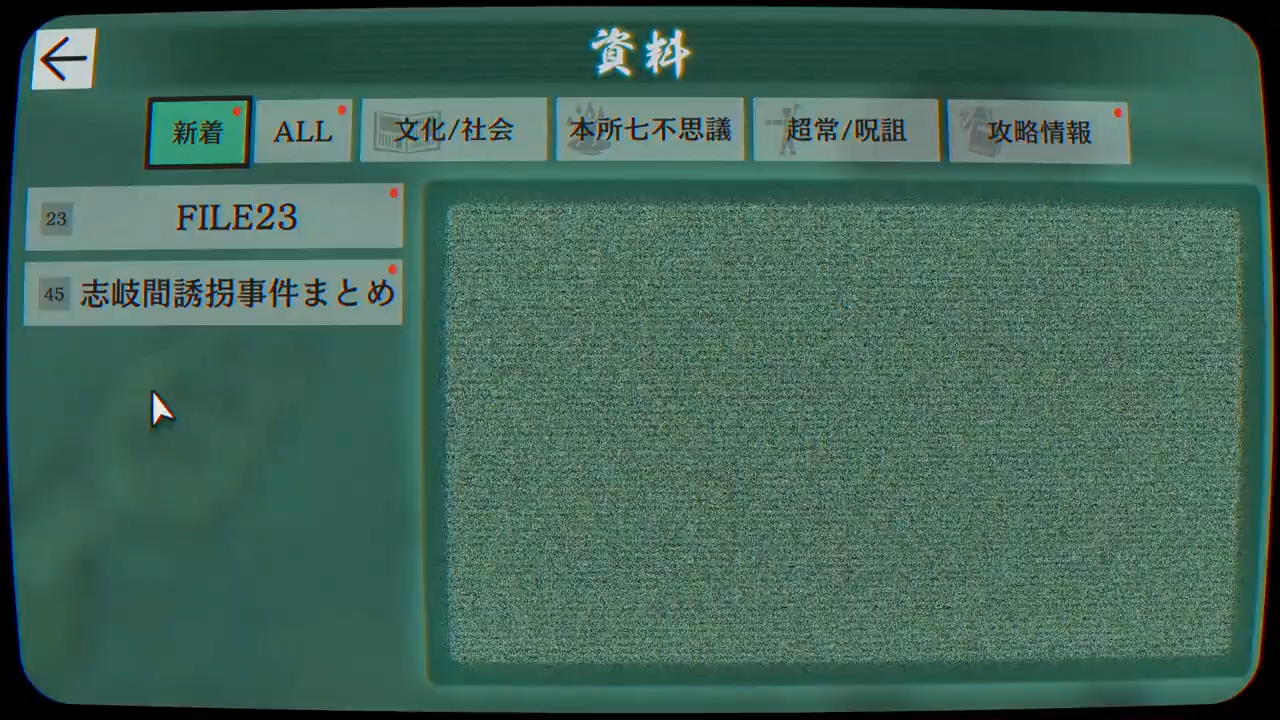 資料
新着
ALL
文化/社会
本所七不思議
超常/呪詛
攻略情報
23 FILE23
45 志岐間誘拐事件まとめ